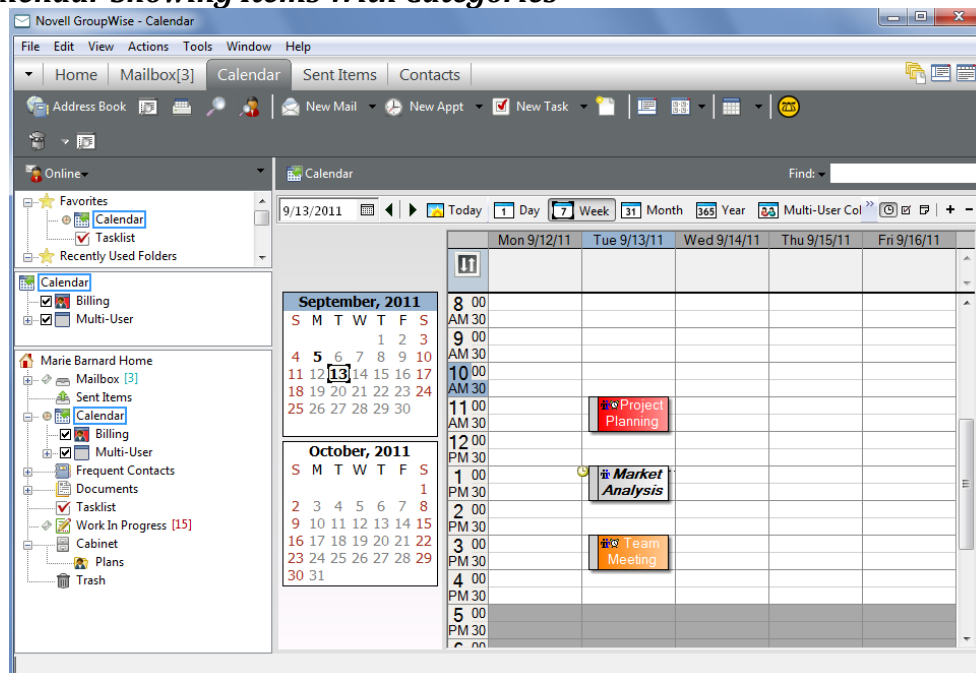 Calendar Showing Items With Categories
Novell GroupWise - Calendar
File Edit View Actions Tools Window Help
Home Mailbox[3] Calendar Sent Items Contacts
Address Book New Mail New Appt New Task
Online Calendar Find:
Favorites
Calendar
Tasklist
Recently Used Folders
Calendar
Billing
Multi-User
Marie Barnard Home
Mailbox [3]
Sent Items
Calendar
Billing
Multi-User
Frequent Contacts
Documents
Tasklist
Work In Progress [15]
Cabinet
Plans
Trash
9/13/2011 Today 1 Day 7 Week 31 Month 365 Year Multi-User Col
September, 2011
S M T W T F S
1 2 3
4 5 6 7 8 9 10
11 12 13 14 15 16 17
18 19 20 21 22 23 24
25 26 27 28 29 30
October, 2011
S M T W T F S
1
2 3 4 5 6 7 8
9 10 11 12 13 14 15
16 17 18 19 20 21 22
23 24 25 26 27 28 29
30 31
Mon 9/12/11 Tue 9/13/11 Wed 9/14/11 Thu 9/15/11 Fri 9/16/11
8 00
AM 30
9 00
AM 30
10 00
AM 30
11 00
AM 30
Project
Planning
12 00
PM 30
1 00
PM 30
Market
Analysis
2 00
PM 30
3 00
PM 30
Team
Meeting
4 00
PM 30
5 00
PM 30
6 00